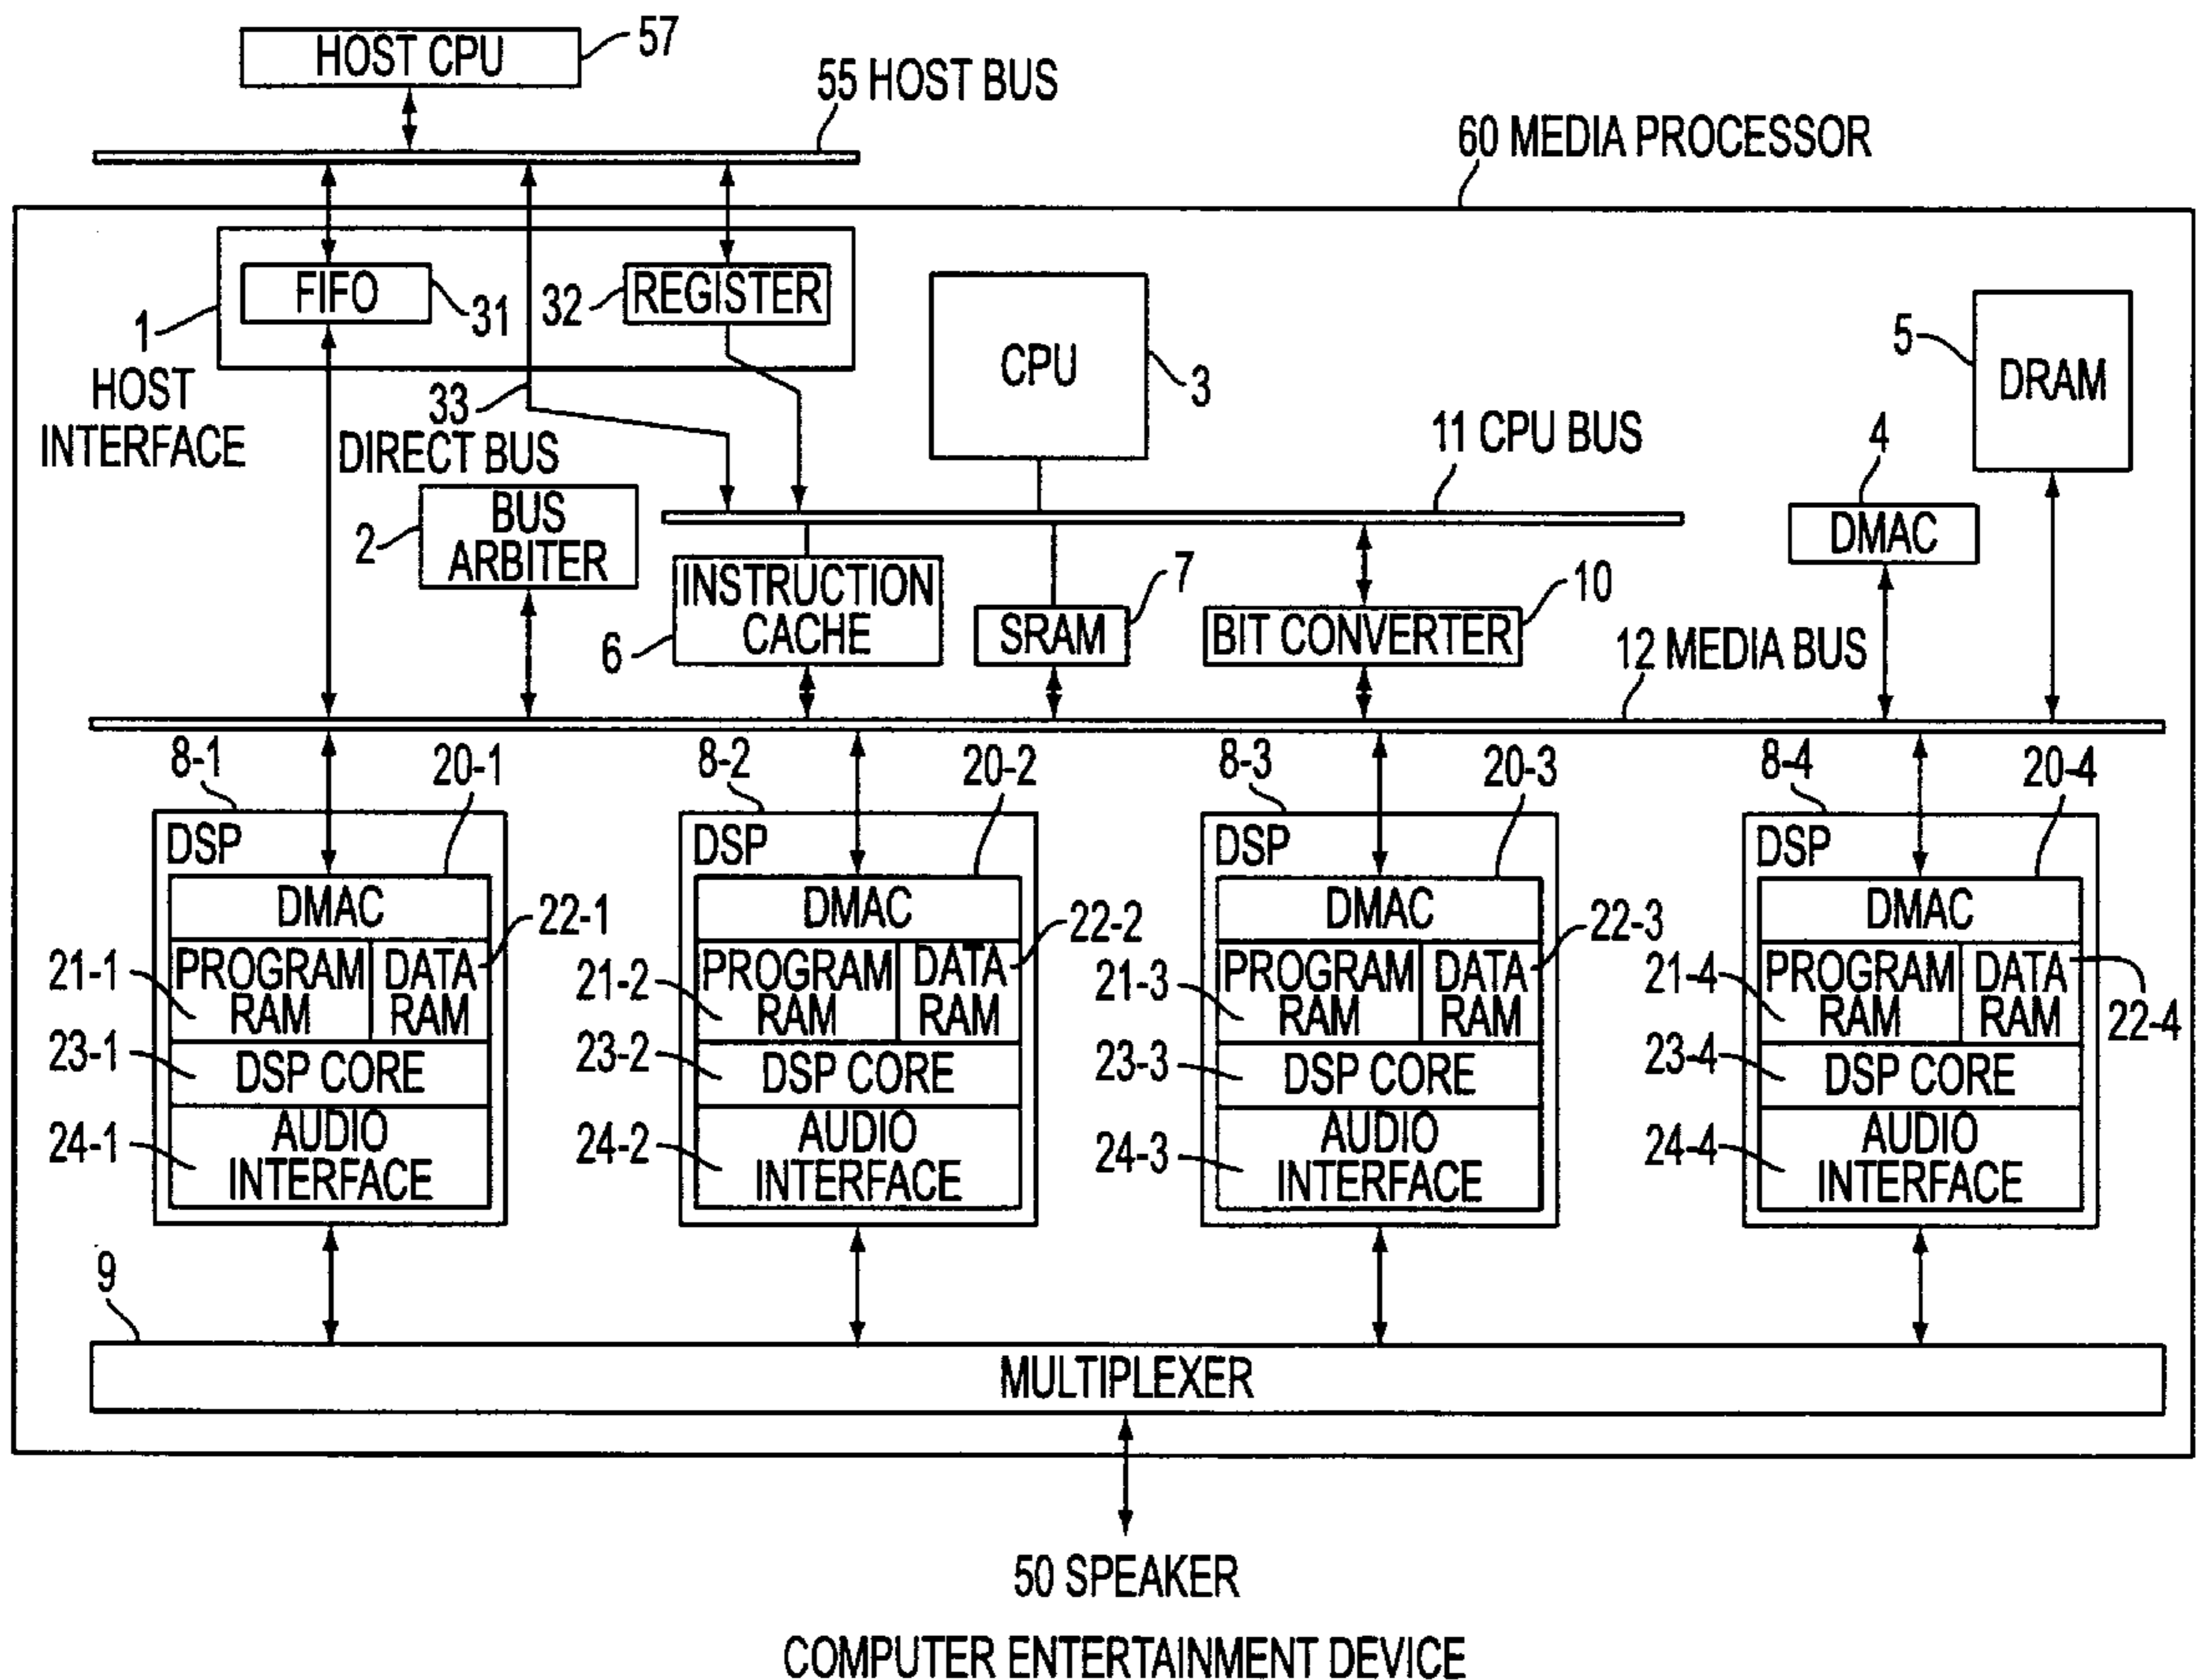 HOST CPU
57
55 HOST BUS
60 MEDIA PROCESSOR
FIFO
31
32
REGISTER
1
HOST
INTERFACE
33
DIRECT BUS
CPU
3
5
DRAM
11 CPU BUS
4
DMAC
2
BUS
ARBITER
6
INSTRUCTION
CACHE
7
SRAM
10
BIT CONVERTER
12 MEDIA BUS
8-1
20-1
DSP
DMAC
21-1
PROGRAM
RAM
DATA
RAM
22-1
23-1
DSP CORE
24-1
AUDIO
INTERFACE
8-2
20-2
DSP
DMAC
21-2
PROGRAM
RAM
DATA
RAM
22-2
23-2
DSP CORE
24-2
AUDIO
INTERFACE
8-3
20-3
DSP
DMAC
21-3
PROGRAM
RAM
DATA
RAM
22-3
23-3
DSP CORE
24-3
AUDIO
INTERFACE
8-4
20-4
DSP
DMAC
21-4
PROGRAM
RAM
DATA
RAM
22-4
23-4
DSP CORE
24-4
AUDIO
INTERFACE
9
MULTIPLEXER
50 SPEAKER
COMPUTER ENTERTAINMENT DEVICE